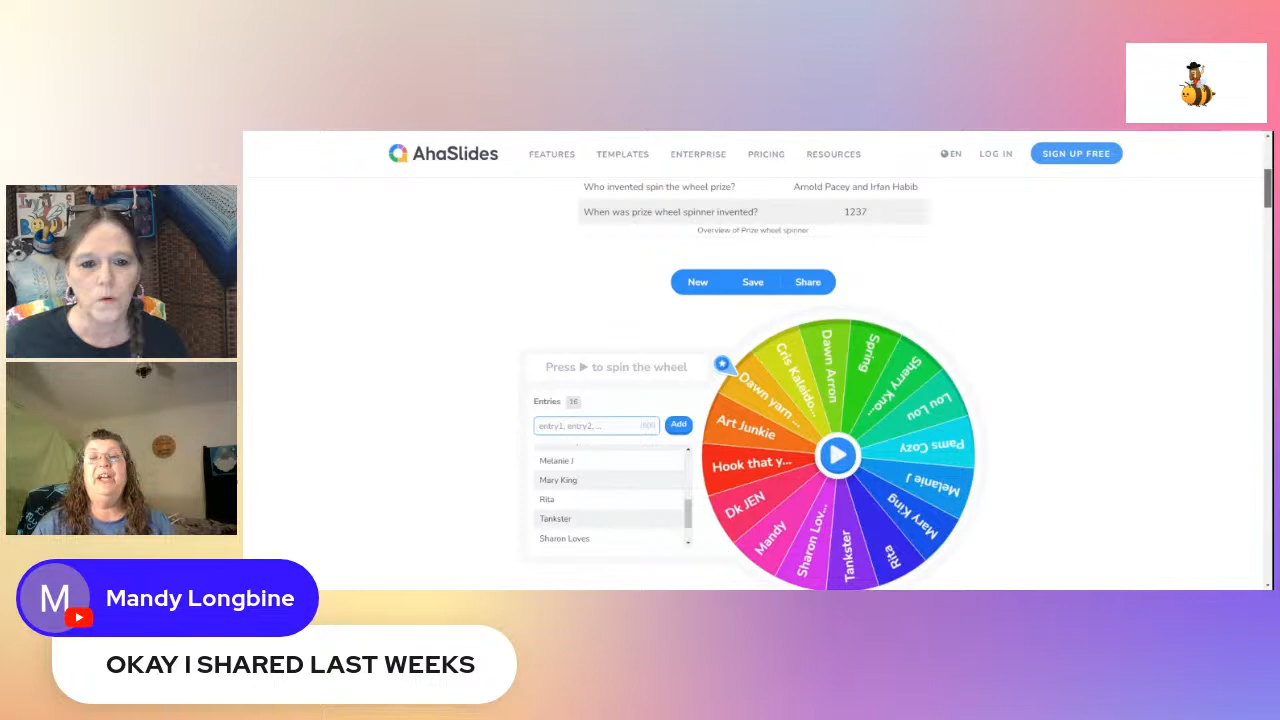 AhaSlides
FEATURES
TEMPLATES
ENTERPRISE
PRICING
RESOURCES
EN
LOG IN
SIGN UP FREE
Who invented spin the wheel prize? Arnold Pacey and Irfan Habib
When was prize wheel spinner invented? 1237
Overview of Prize wheel spinner
New
Save
Share
Press ▶ to spin the wheel
Entries 16
entry1, entry2, ...
Add
Melanie J
Mary King
Rita
Tankster
Sharon Loves
Dawn yarn ...
Cris Kaleido...
Dawn Arron
Spring
Sherry Kno...
Lou Lou
Pams Cozy
Melanie J
Mary King
Rita
Tankster
Sharon Lov...
Mandy
Dk JEN
Hook that y...
Art Junkie
M
Mandy Longbine
OKAY I SHARED LAST WEEKS